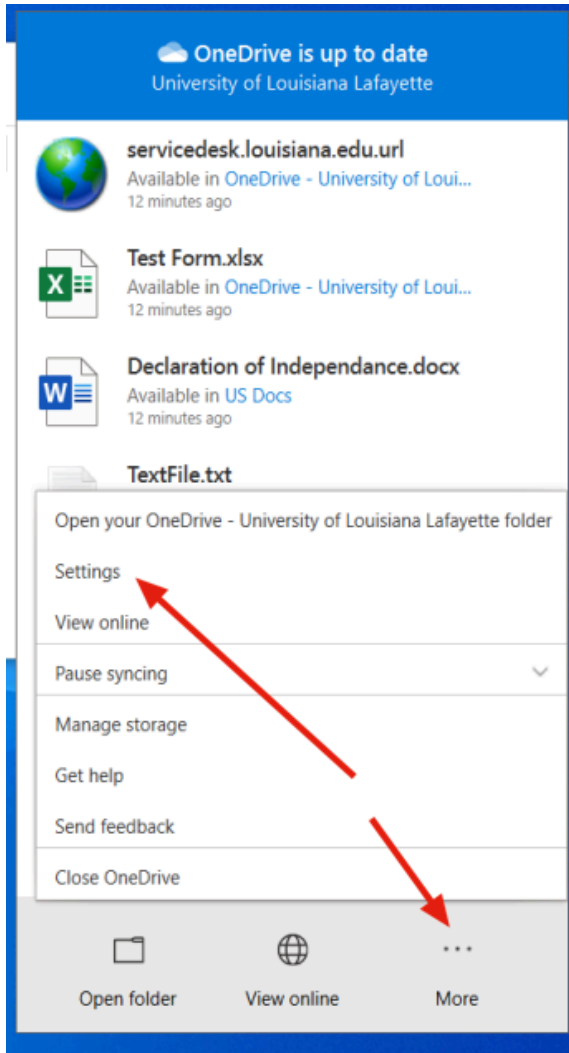 OneDrive is up to date
University of Louisiana Lafayette
servicedesk.louisiana.edu.url
Available in OneDrive - University of Loui...
12 minutes ago
Test Form.xlsx
Available in OneDrive - University of Loui...
12 minutes ago
Declaration of Independance.docx
Available in US Docs
12 minutes ago
TextFile.txt
Open your OneDrive - University of Louisiana Lafayette folder
Settings
View online
Pause syncing
Manage storage
Get help
Send feedback
Close OneDrive
Open folder View online More